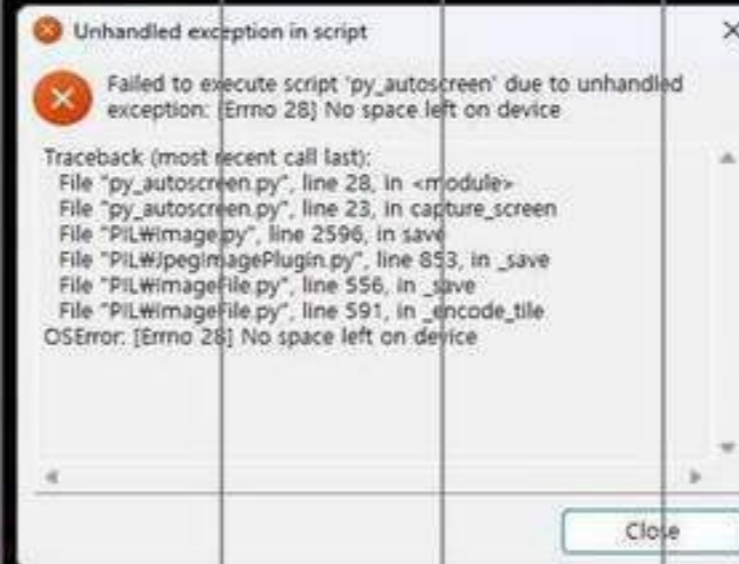 Unhandled exception in script
Failed to execute script 'py_autoscreen' due to unhandled
exception: [Errno 28] No space left on device
Traceback (most recent call last):
File "py_autoscreen.py", line 28, in <module>
File "py_autoscreen.py", line 23, in capture_screen
File "PIL₩Image.py", line 2596, in save
File "PIL₩JpegImagePlugin.py", line 853, in _save
File "PIL₩ImageFile.py", line 556, in _save
File "PIL₩ImageFile.py", line 591, in _encode_tile
OSError: [Errno 28] No space left on device
Close